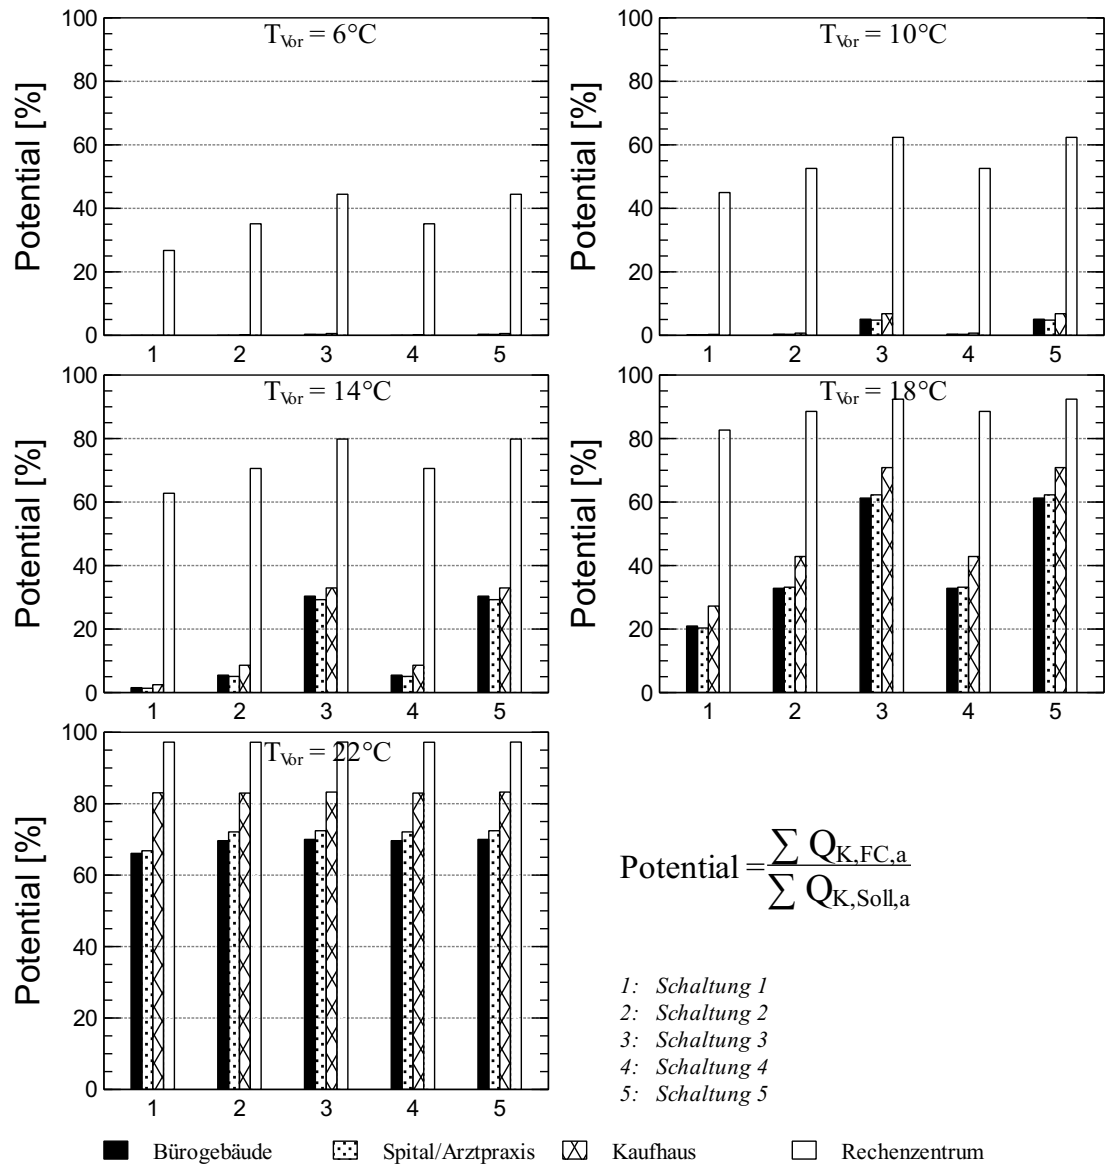 T_Vor = 6°C
Potential [%]
100
80
60
40
20
0
1 2 3 4 5
T_Vor = 10°C
Potential [%]
100
80
60
40
20
0
1 2 3 4 5
T_Vor = 14°C
Potential [%]
100
80
60
40
20
0
1 2 3 4 5
T_Vor = 18°C
Potential [%]
100
80
60
40
20
0
1 2 3 4 5
T_Vor = 22°C
Potential [%]
100
80
60
40
20
0
1 2 3 4 5
Potential = ∑ Q_K,FC,a / ∑ Q_K,Soll,a
1: Schaltung 1
2: Schaltung 2
3: Schaltung 3
4: Schaltung 4
5: Schaltung 5
Bürogebäude Spital/Arztpraxis Kaufhaus Rechenzentrum